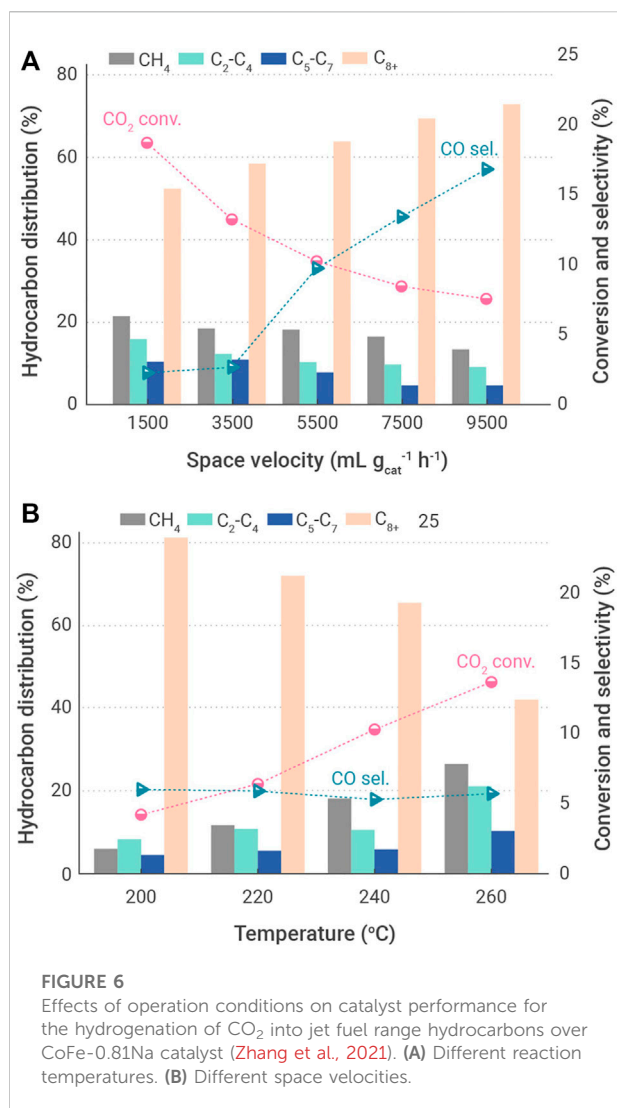 A
CH₄ C₂-C₄ C₅-C₇ C₈₊
Hydrocarbon distribution (%)
80
60
40
20
0
CO₂ conv.
CO sel.
25
20
15
10
5
0
Conversion and selectivity (%)
1500 3500 5500 7500 9500
Space velocity (mL g_cat⁻¹ h⁻¹)
B
CH₄ C₂-C₄ C₅-C₇ C₈₊ 25
Hydrocarbon distribution (%)
80
60
40
20
0
CO₂ conv.
CO sel.
20
15
10
5
0
Conversion and selectivity (%)
200 220 240 260
Temperature (°C)
FIGURE 6
Effects of operation conditions on catalyst performance for
the hydrogenation of CO₂ into jet fuel range hydrocarbons over
CoFe-0.81Na catalyst (Zhang et al., 2021). (A) Different reaction
temperatures. (B) Different space velocities.